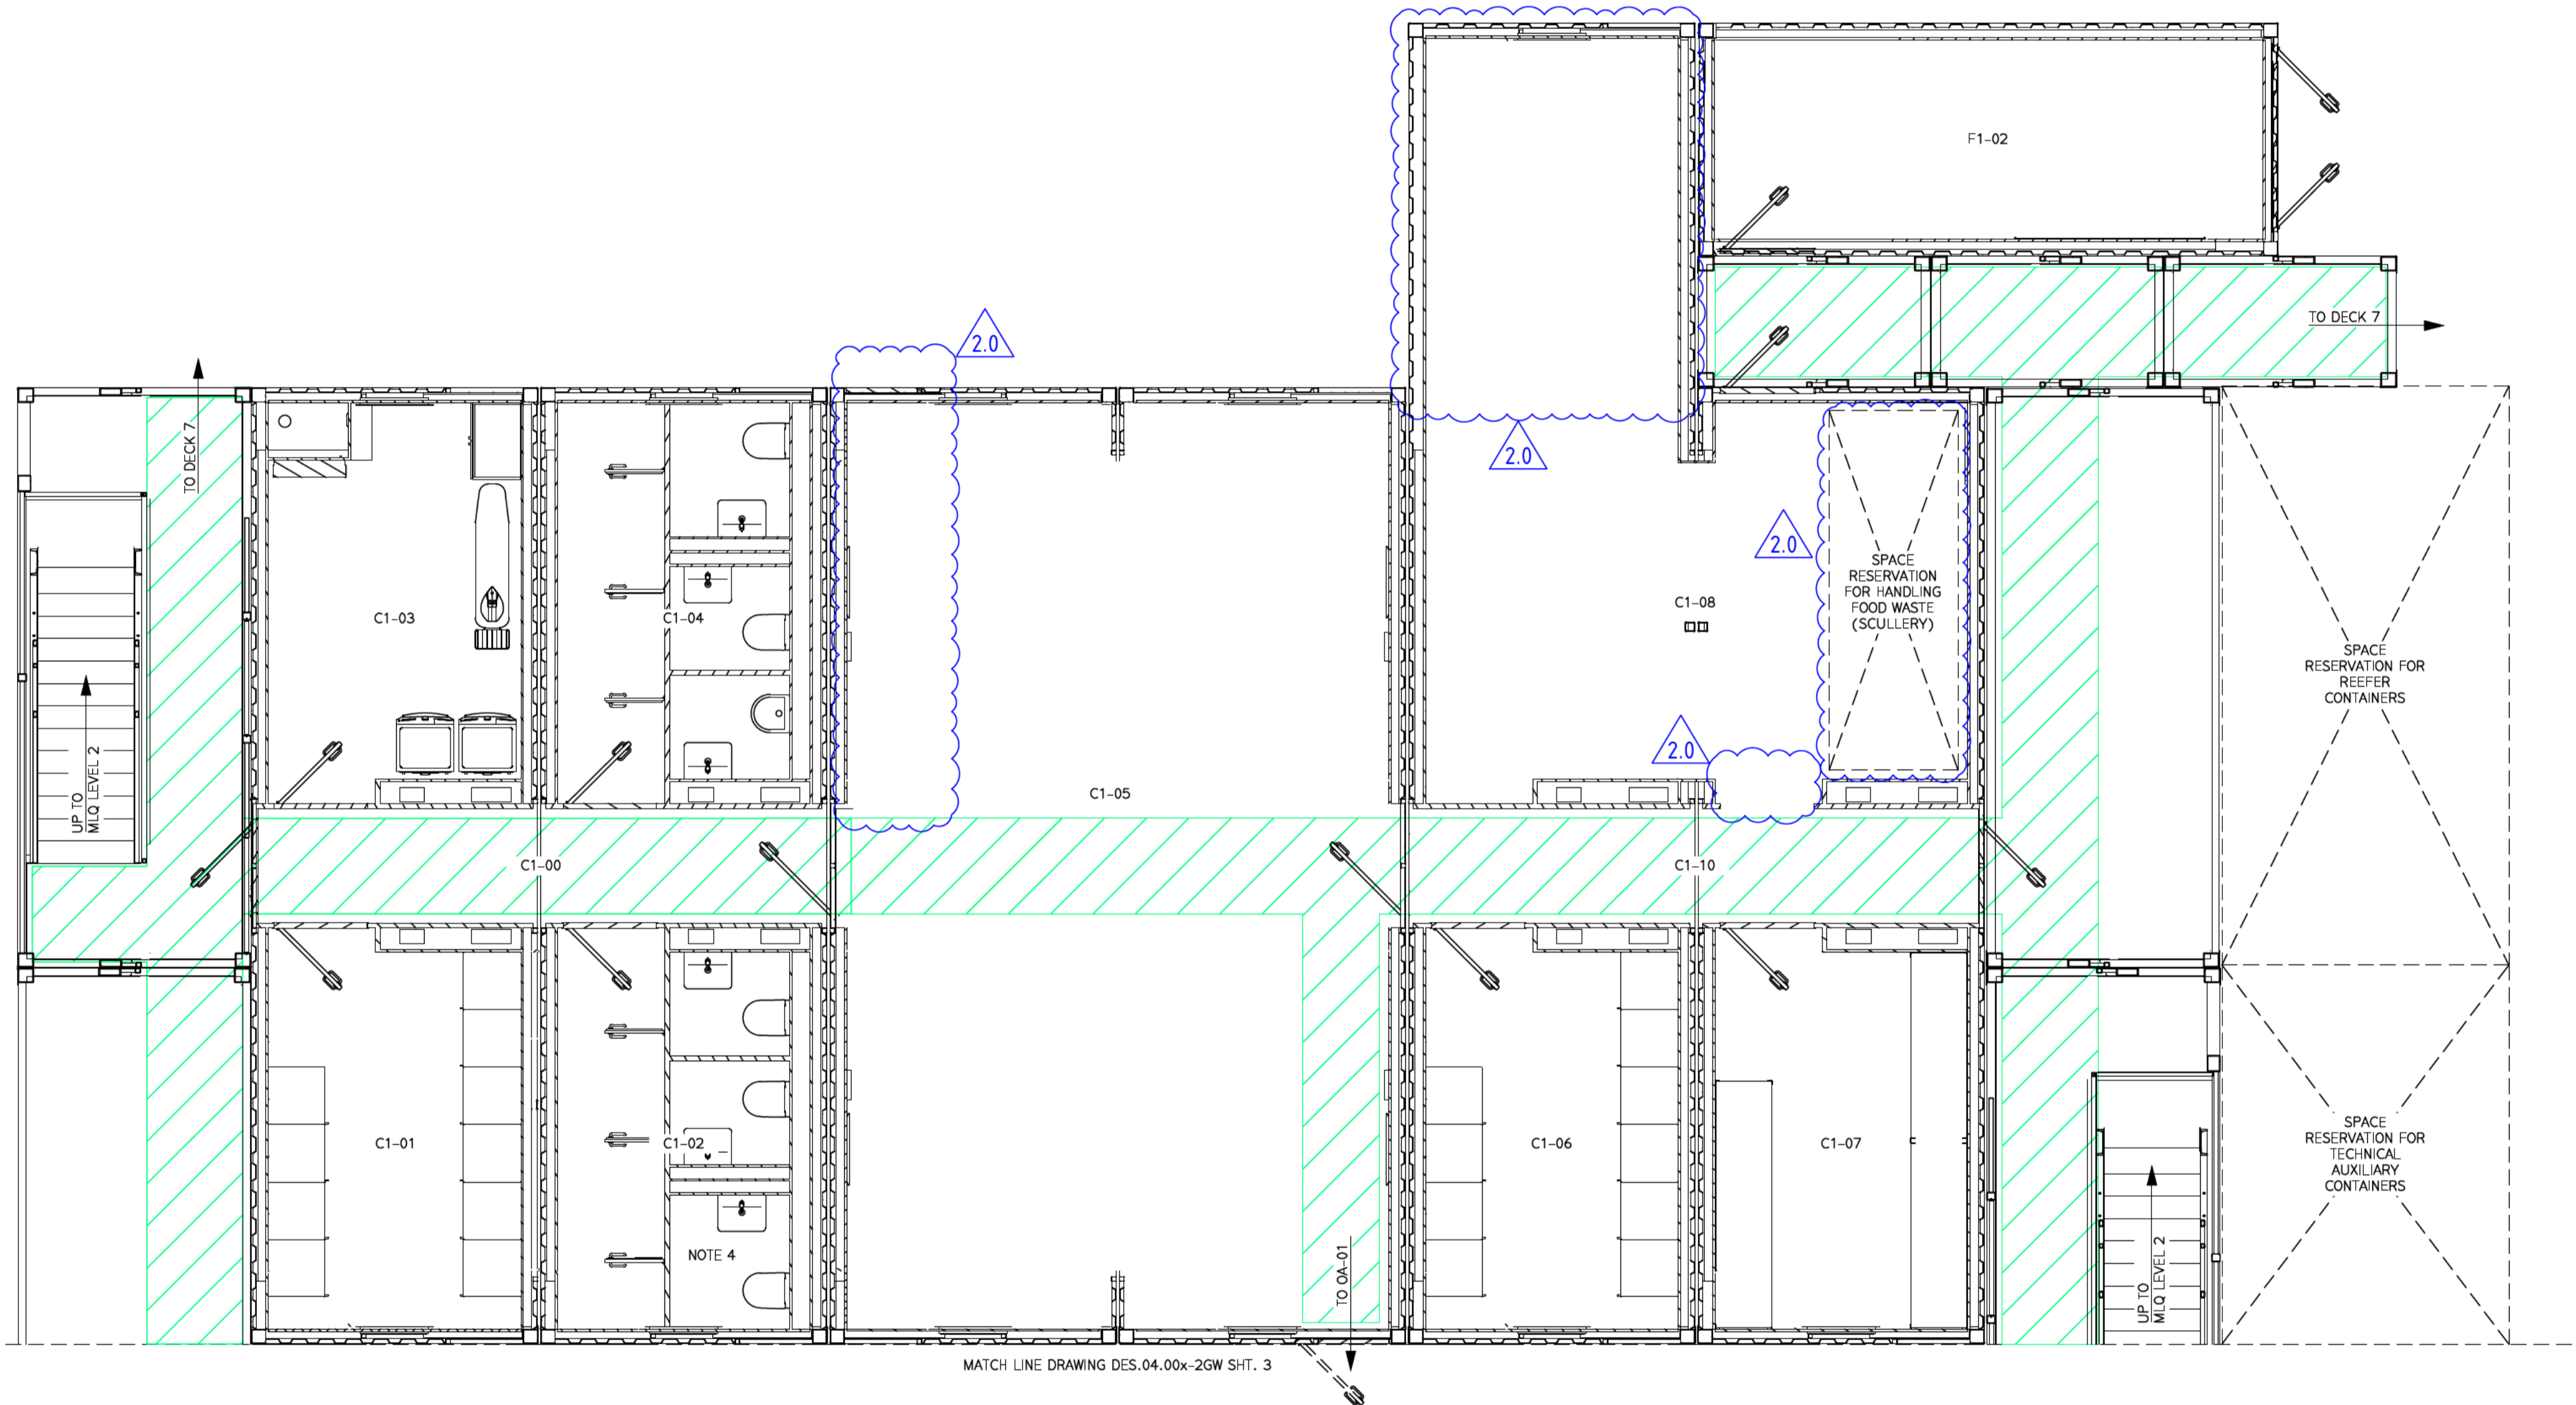 F1-02
TO DECK 7
2.0
TO DECK 7
2.0
2.0
SPACE
RESERVATION
FOR HANDLING
FOOD WASTE
(SCULLERY)
C1-03
C1-04
C1-08
SPACE
RESERVATION FOR
REEFER
CONTAINERS
2.0
UP TO
MLQ LEVEL 2
C1-05
C1-00
C1-10
C1-01
C1-02
C1-06
C1-07
SPACE
RESERVATION FOR
TECHNICAL
AUXILIARY
CONTAINERS
NOTE 4
TO OA-01
UP TO
MLQ LEVEL 2
MATCH LINE DRAWING DES.04.00x-2GW SHT. 3